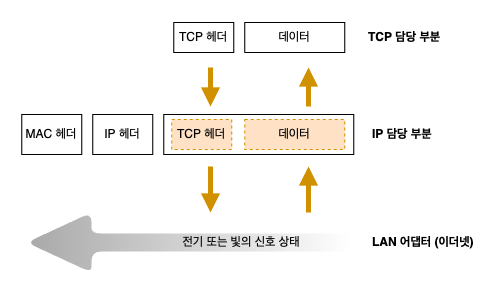 TCP 헤더 데이터 TCP 담당 부분
MAC 헤더 IP 헤더 TCP 헤더 데이터 IP 담당 부분
전기 또는 빛의 신호 상태 LAN 어댑터 (이더넷)